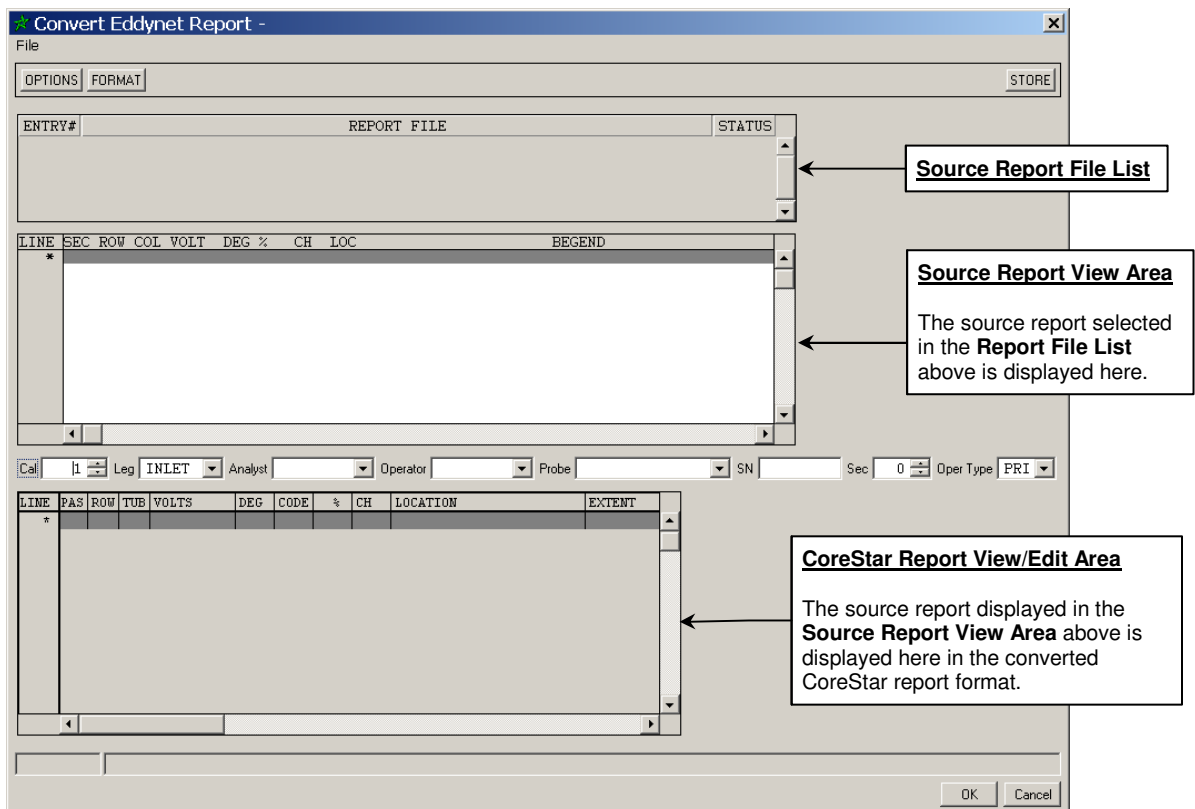 Convert Eddynet Report -
File
OPTIONS FORMAT STORE
ENTRY# REPORT FILE STATUS
Source Report File List
LINE SEC ROW COL VOLT DEG % CH LOC BEGEND
*
Source Report View Area
The source report selected
in the Report File List
above is displayed here.
Cal 1 Leg INLET Analyst Operator Probe SN Sec 0 Oper Type PRI
LINE PAS ROW TUB VOLTS DEG CODE % CH LOCATION EXTENT
*
CoreStar Report View/Edit Area
The source report displayed in the
Source Report View Area above is
displayed here in the converted
CoreStar report format.
OK Cancel